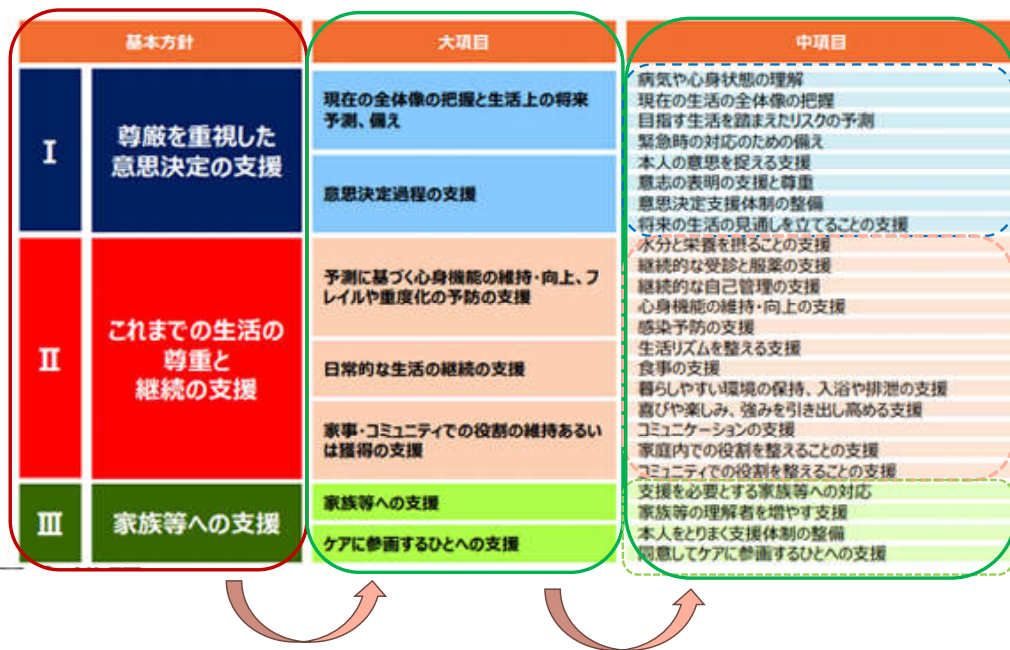 基本方針
大項目
中項目
I
尊厳を重視した
意思決定の支援
現在の全体像の把握と生活上の将来
予測、備え
意思決定過程の支援
病気や心身状態の理解
現在の生活の全体像の把握
目指す生活を踏まえたリスクの予測
緊急時の対応のための備え
本人の意思を捉える支援
意志の表明の支援と尊重
意思決定支援体制の整備
将来の生活の見通しを立てることの支援
II
これまでの生活の
尊重と
継続の支援
予測に基づく心身機能の維持・向上、フ
レイルや重度化の予防の支援
日常的な生活の継続の支援
家事・コミュニティでの役割の維持あるい
は獲得の支援
水分と栄養を摂ることの支援
継続的な受診と服薬の支援
継続的な自己管理の支援
心身機能の維持・向上の支援
感染予防の支援
生活リズムを整える支援
食事の支援
暮らしやすい環境の保持、入浴や排泄の支援
喜びや楽しみ、強みを引き出し高める支援
コミュニケーションの支援
家庭内での役割を整えることの支援
コミュニティでの役割を整えることの支援
III
家族等への支援
家族等への支援
ケアに参画するひとへの支援
支援を必要とする家族等への対応
家族等の理解者を増やす支援
本人をとりまく支援体制の整備
同意してケアに参画するひとへの支援